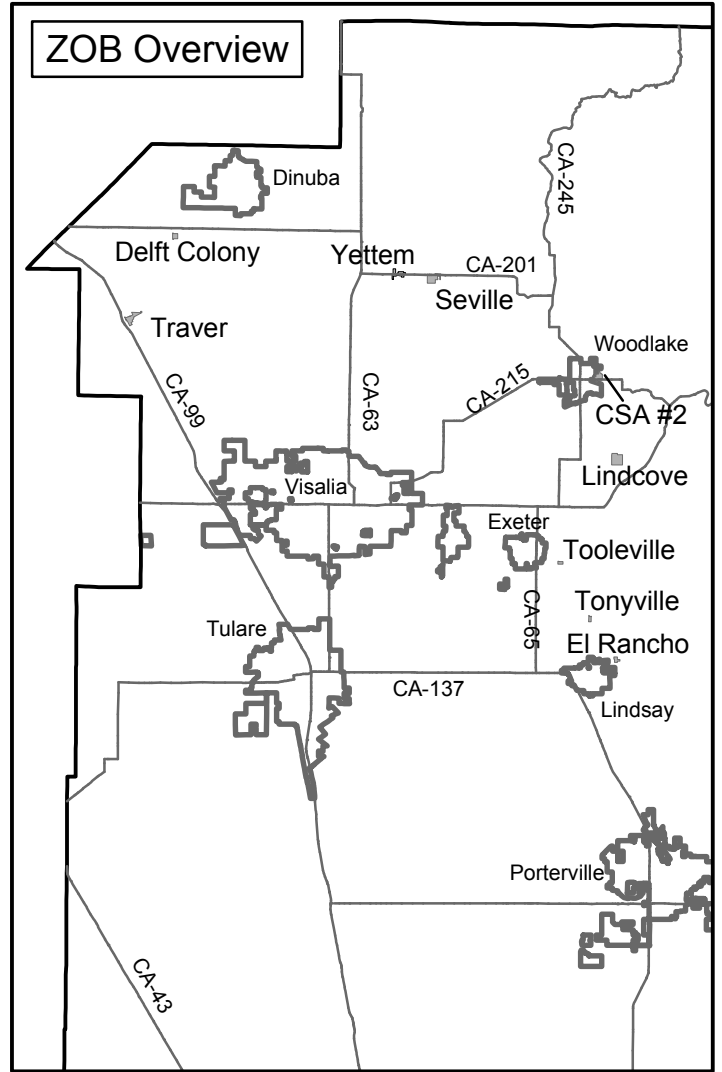 ZOB Overview
Dinuba
CA-245
Delft Colony
Yettem
CA-201
Seville
Traver
Woodlake
CA-99
CA-63
CA-215
CSA #2
Lindcove
Visalia
Exeter
Tooleville
CA-65
Tonyville
Tulare
El Rancho
CA-137
Lindsay
Porterville
CA-43